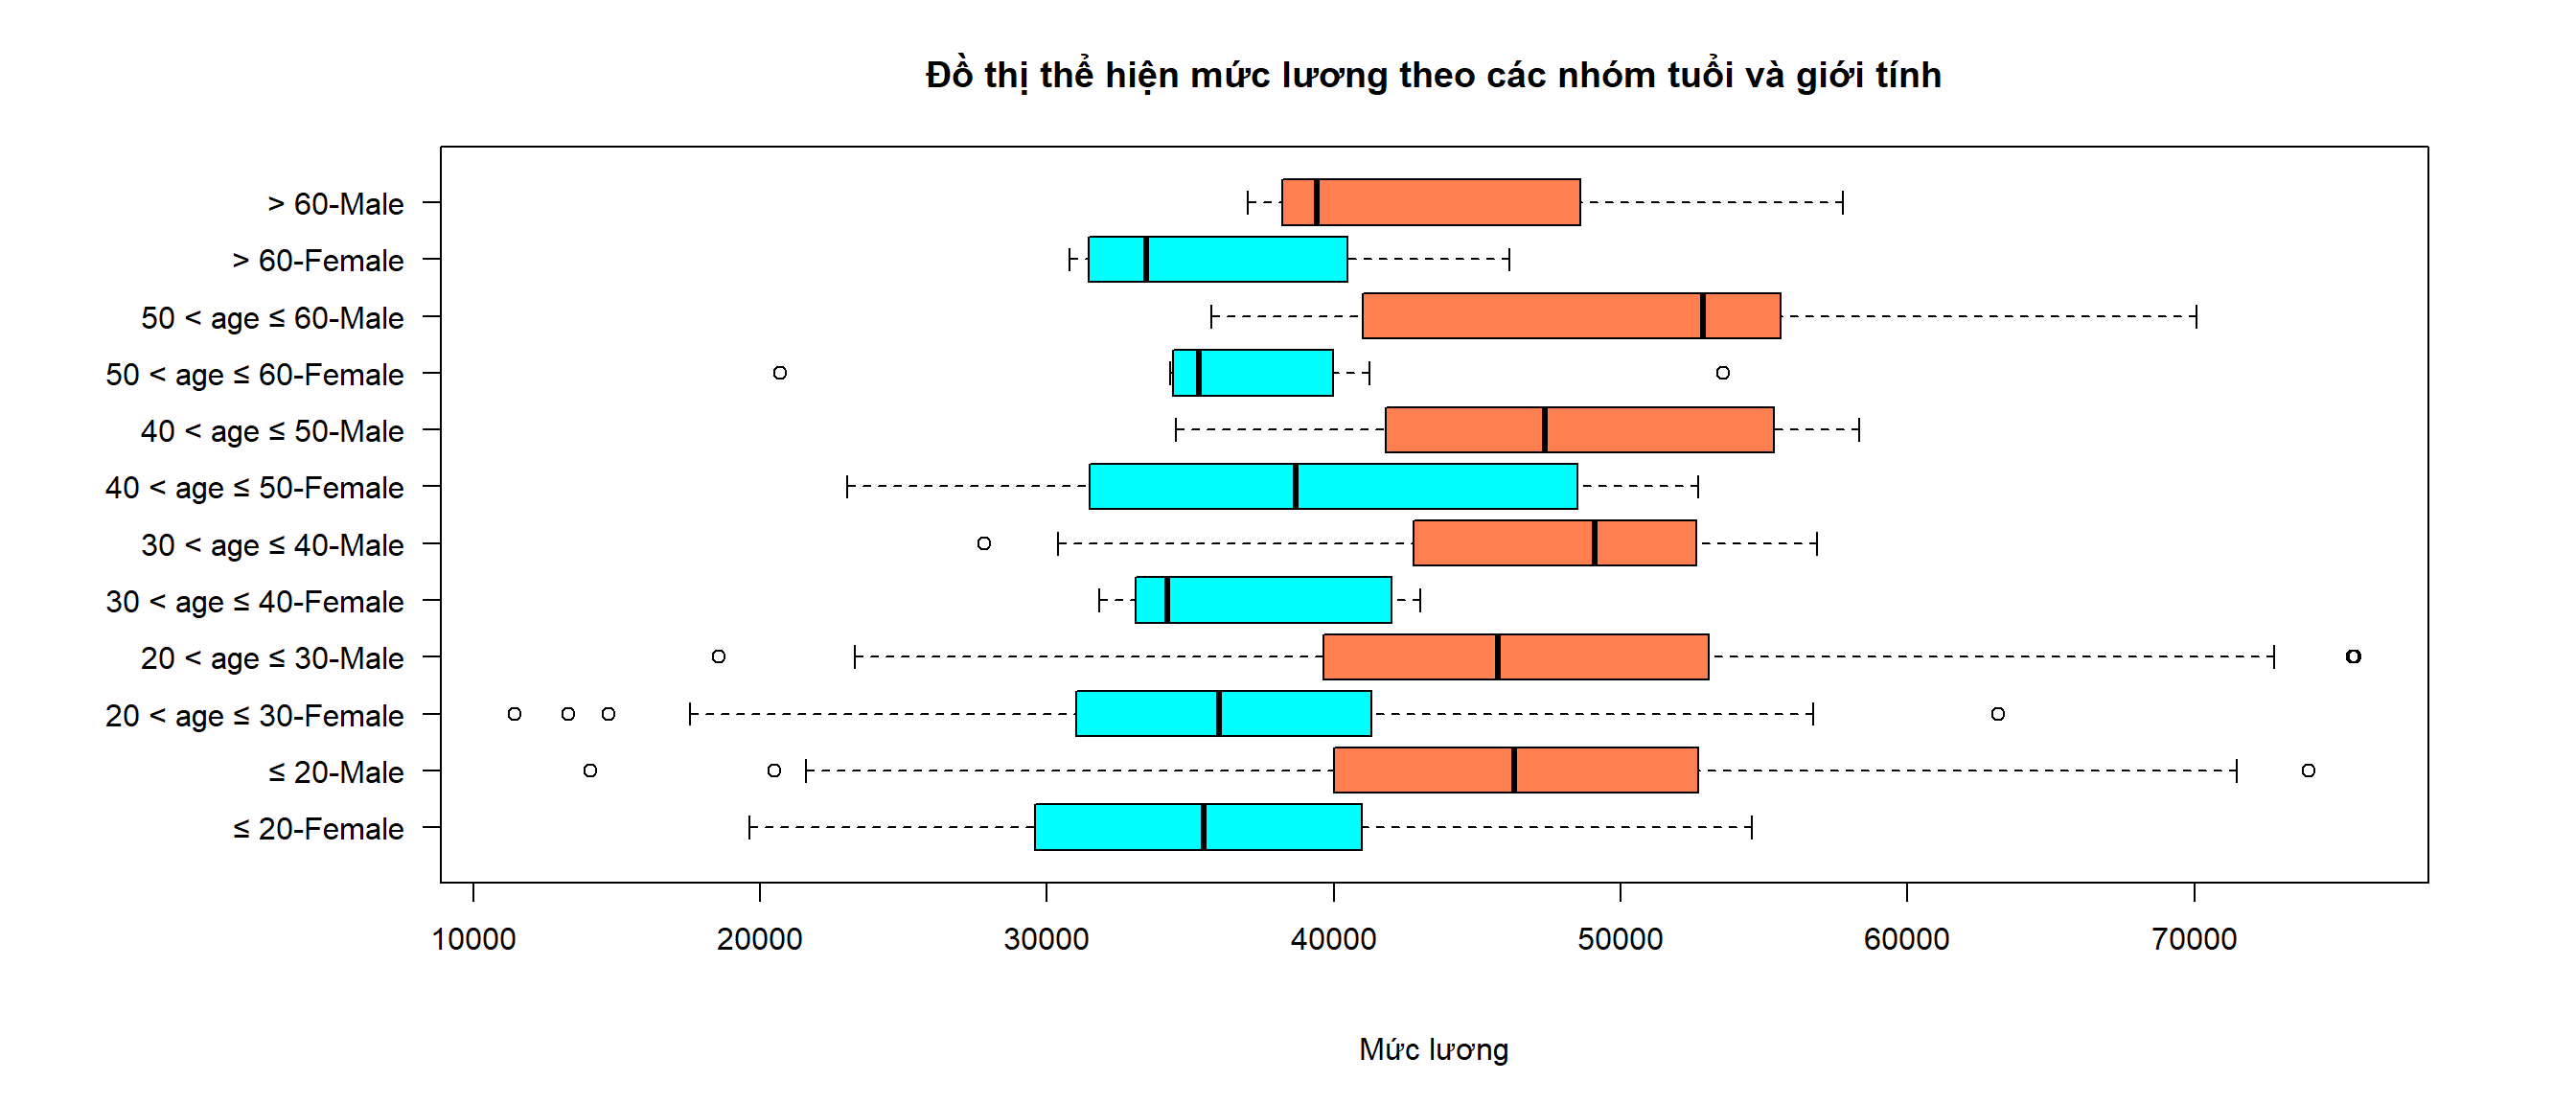 Đồ thị thể hiện mức lương theo các nhóm tuổi và giới tính
> 60-Male
> 60-Female
50 < age ≤ 60-Male
50 < age ≤ 60-Female
40 < age ≤ 50-Male
40 < age ≤ 50-Female
30 < age ≤ 40-Male
30 < age ≤ 40-Female
20 < age ≤ 30-Male
20 < age ≤ 30-Female
≤ 20-Male
≤ 20-Female
10000 20000 30000 40000 50000 60000 70000
Mức lương